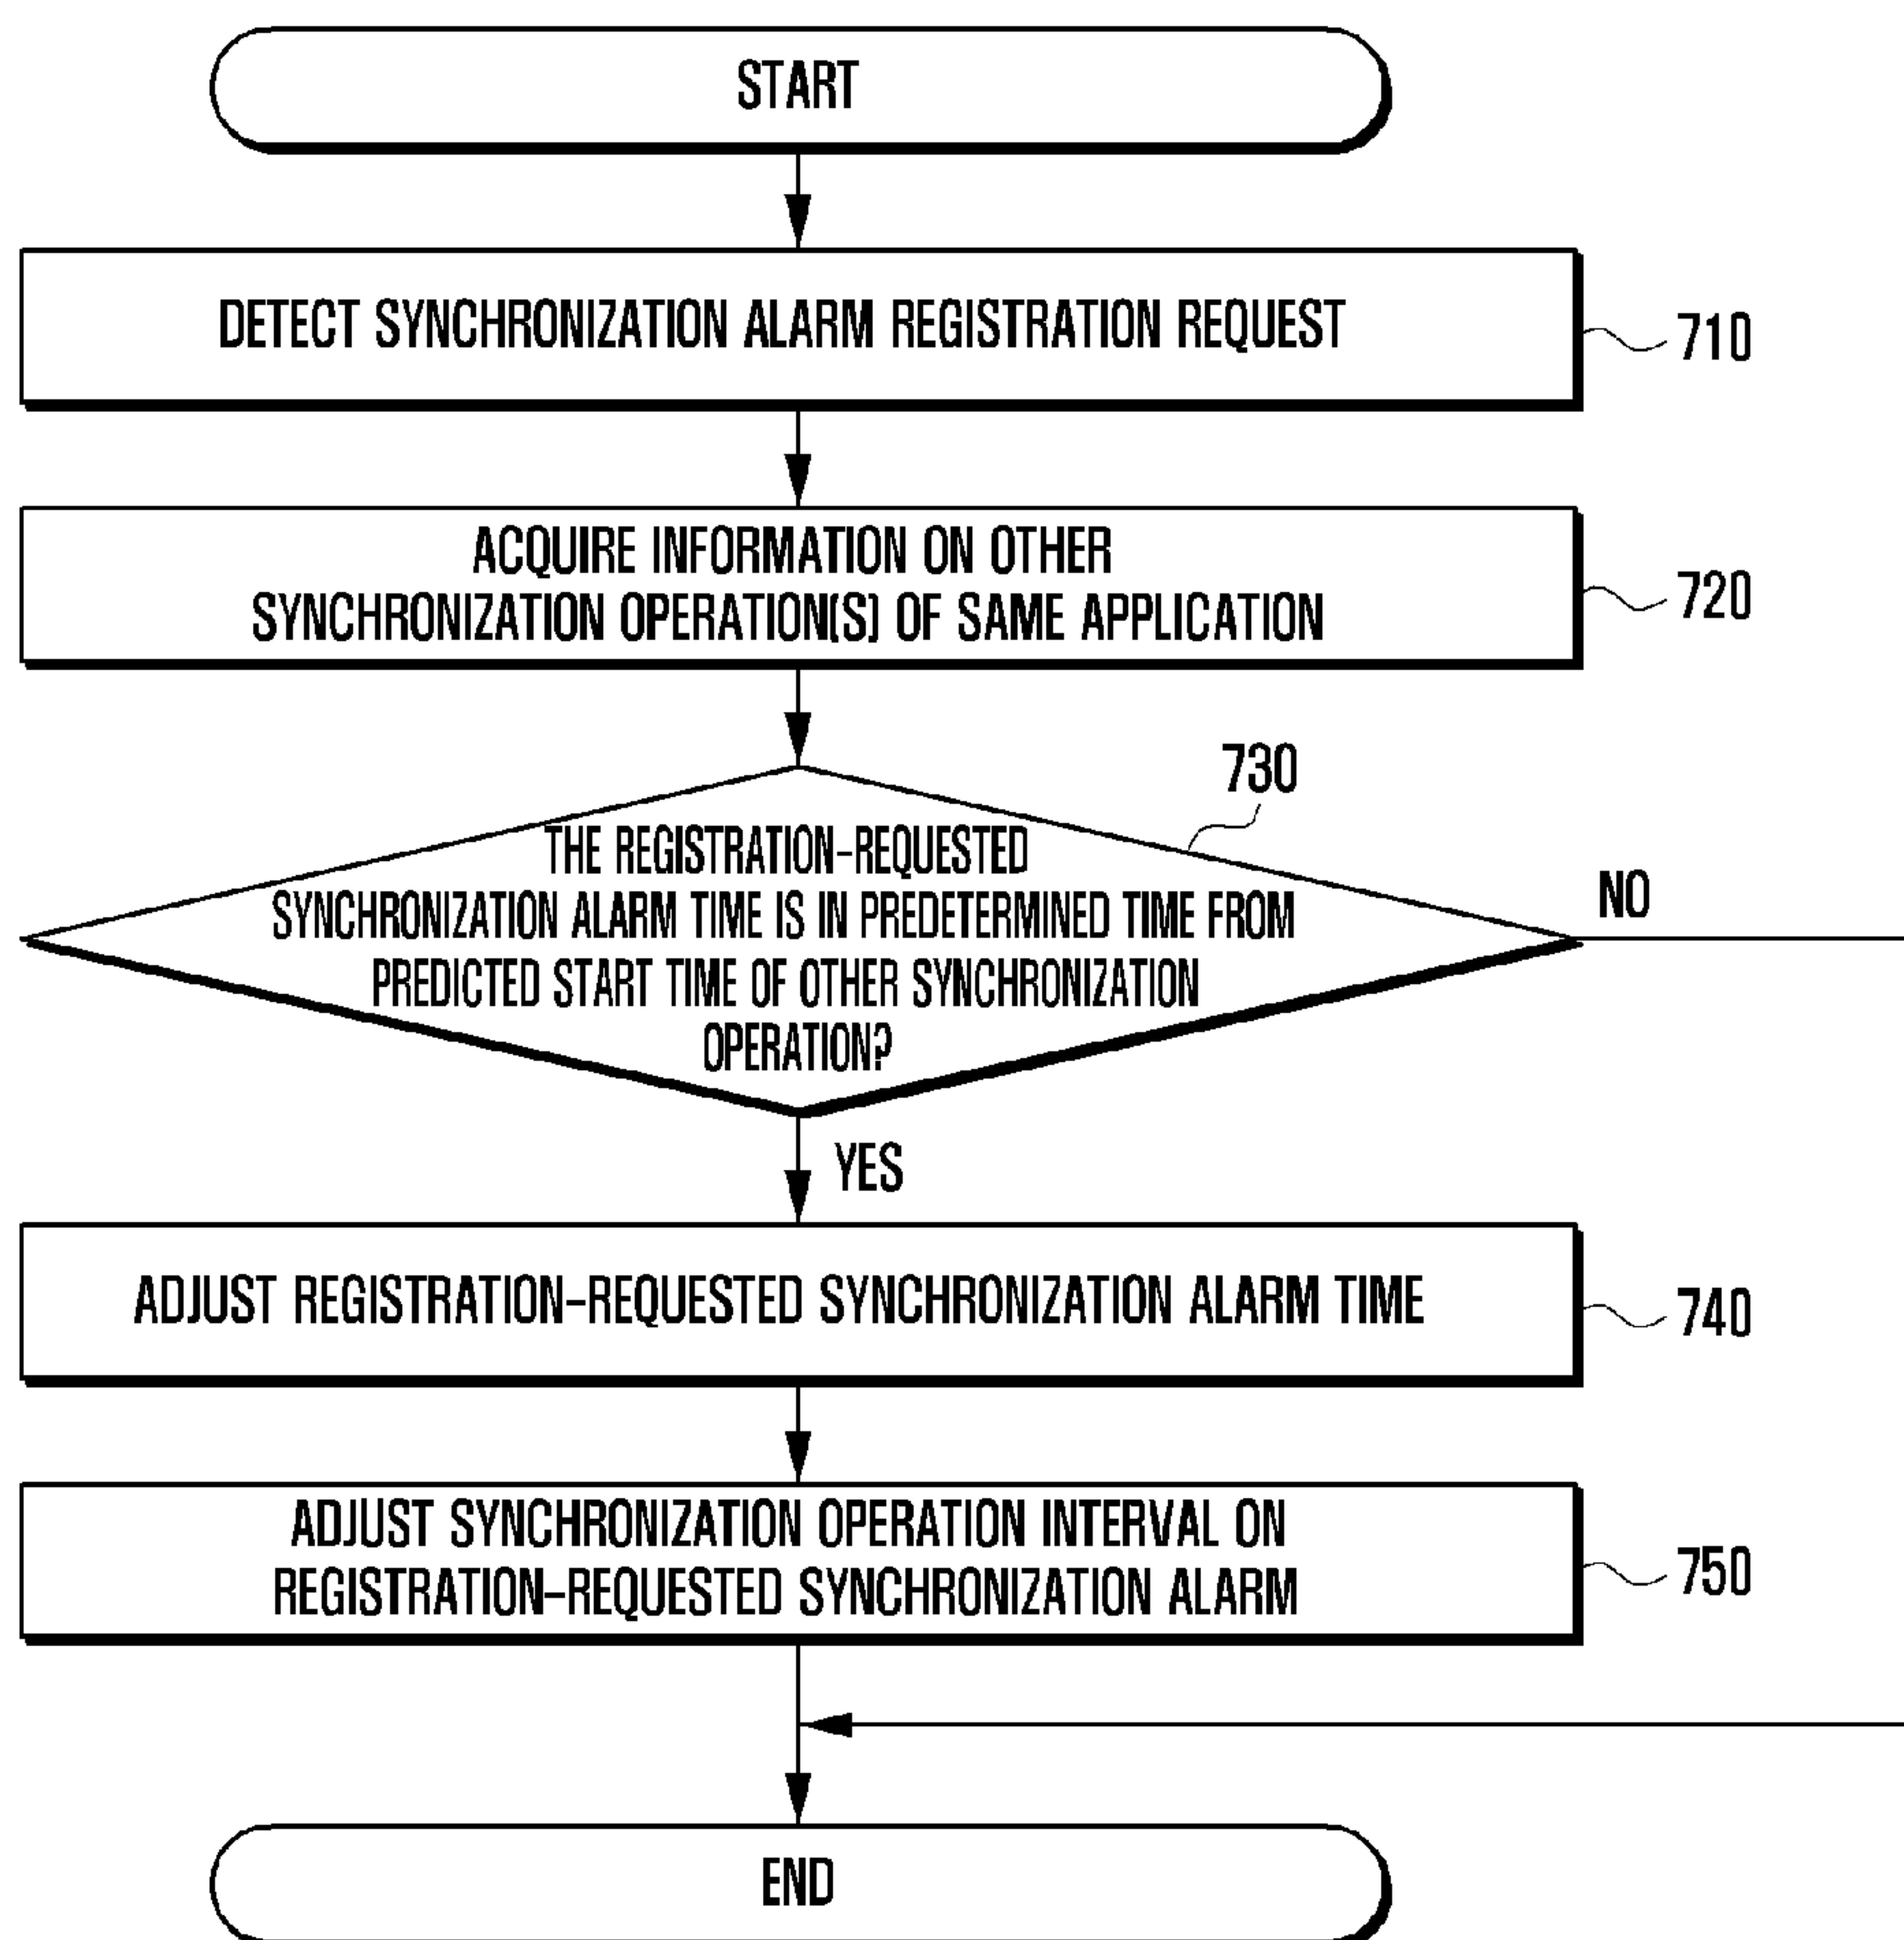 START
DETECT SYNCHRONIZATION ALARM REGISTRATION REQUEST
710
ACQUIRE INFORMATION ON OTHER
SYNCHRONIZATION OPERATION(S) OF SAME APPLICATION
720
730
THE REGISTRATION-REQUESTED
SYNCHRONIZATION ALARM TIME IS IN PREDETERMINED TIME FROM
PREDICTED START TIME OF OTHER SYNCHRONIZATION
OPERATION?
NO
YES
ADJUST REGISTRATION-REQUESTED SYNCHRONIZATION ALARM TIME
740
ADJUST SYNCHRONIZATION OPERATION INTERVAL ON
REGISTRATION-REQUESTED SYNCHRONIZATION ALARM
750
END